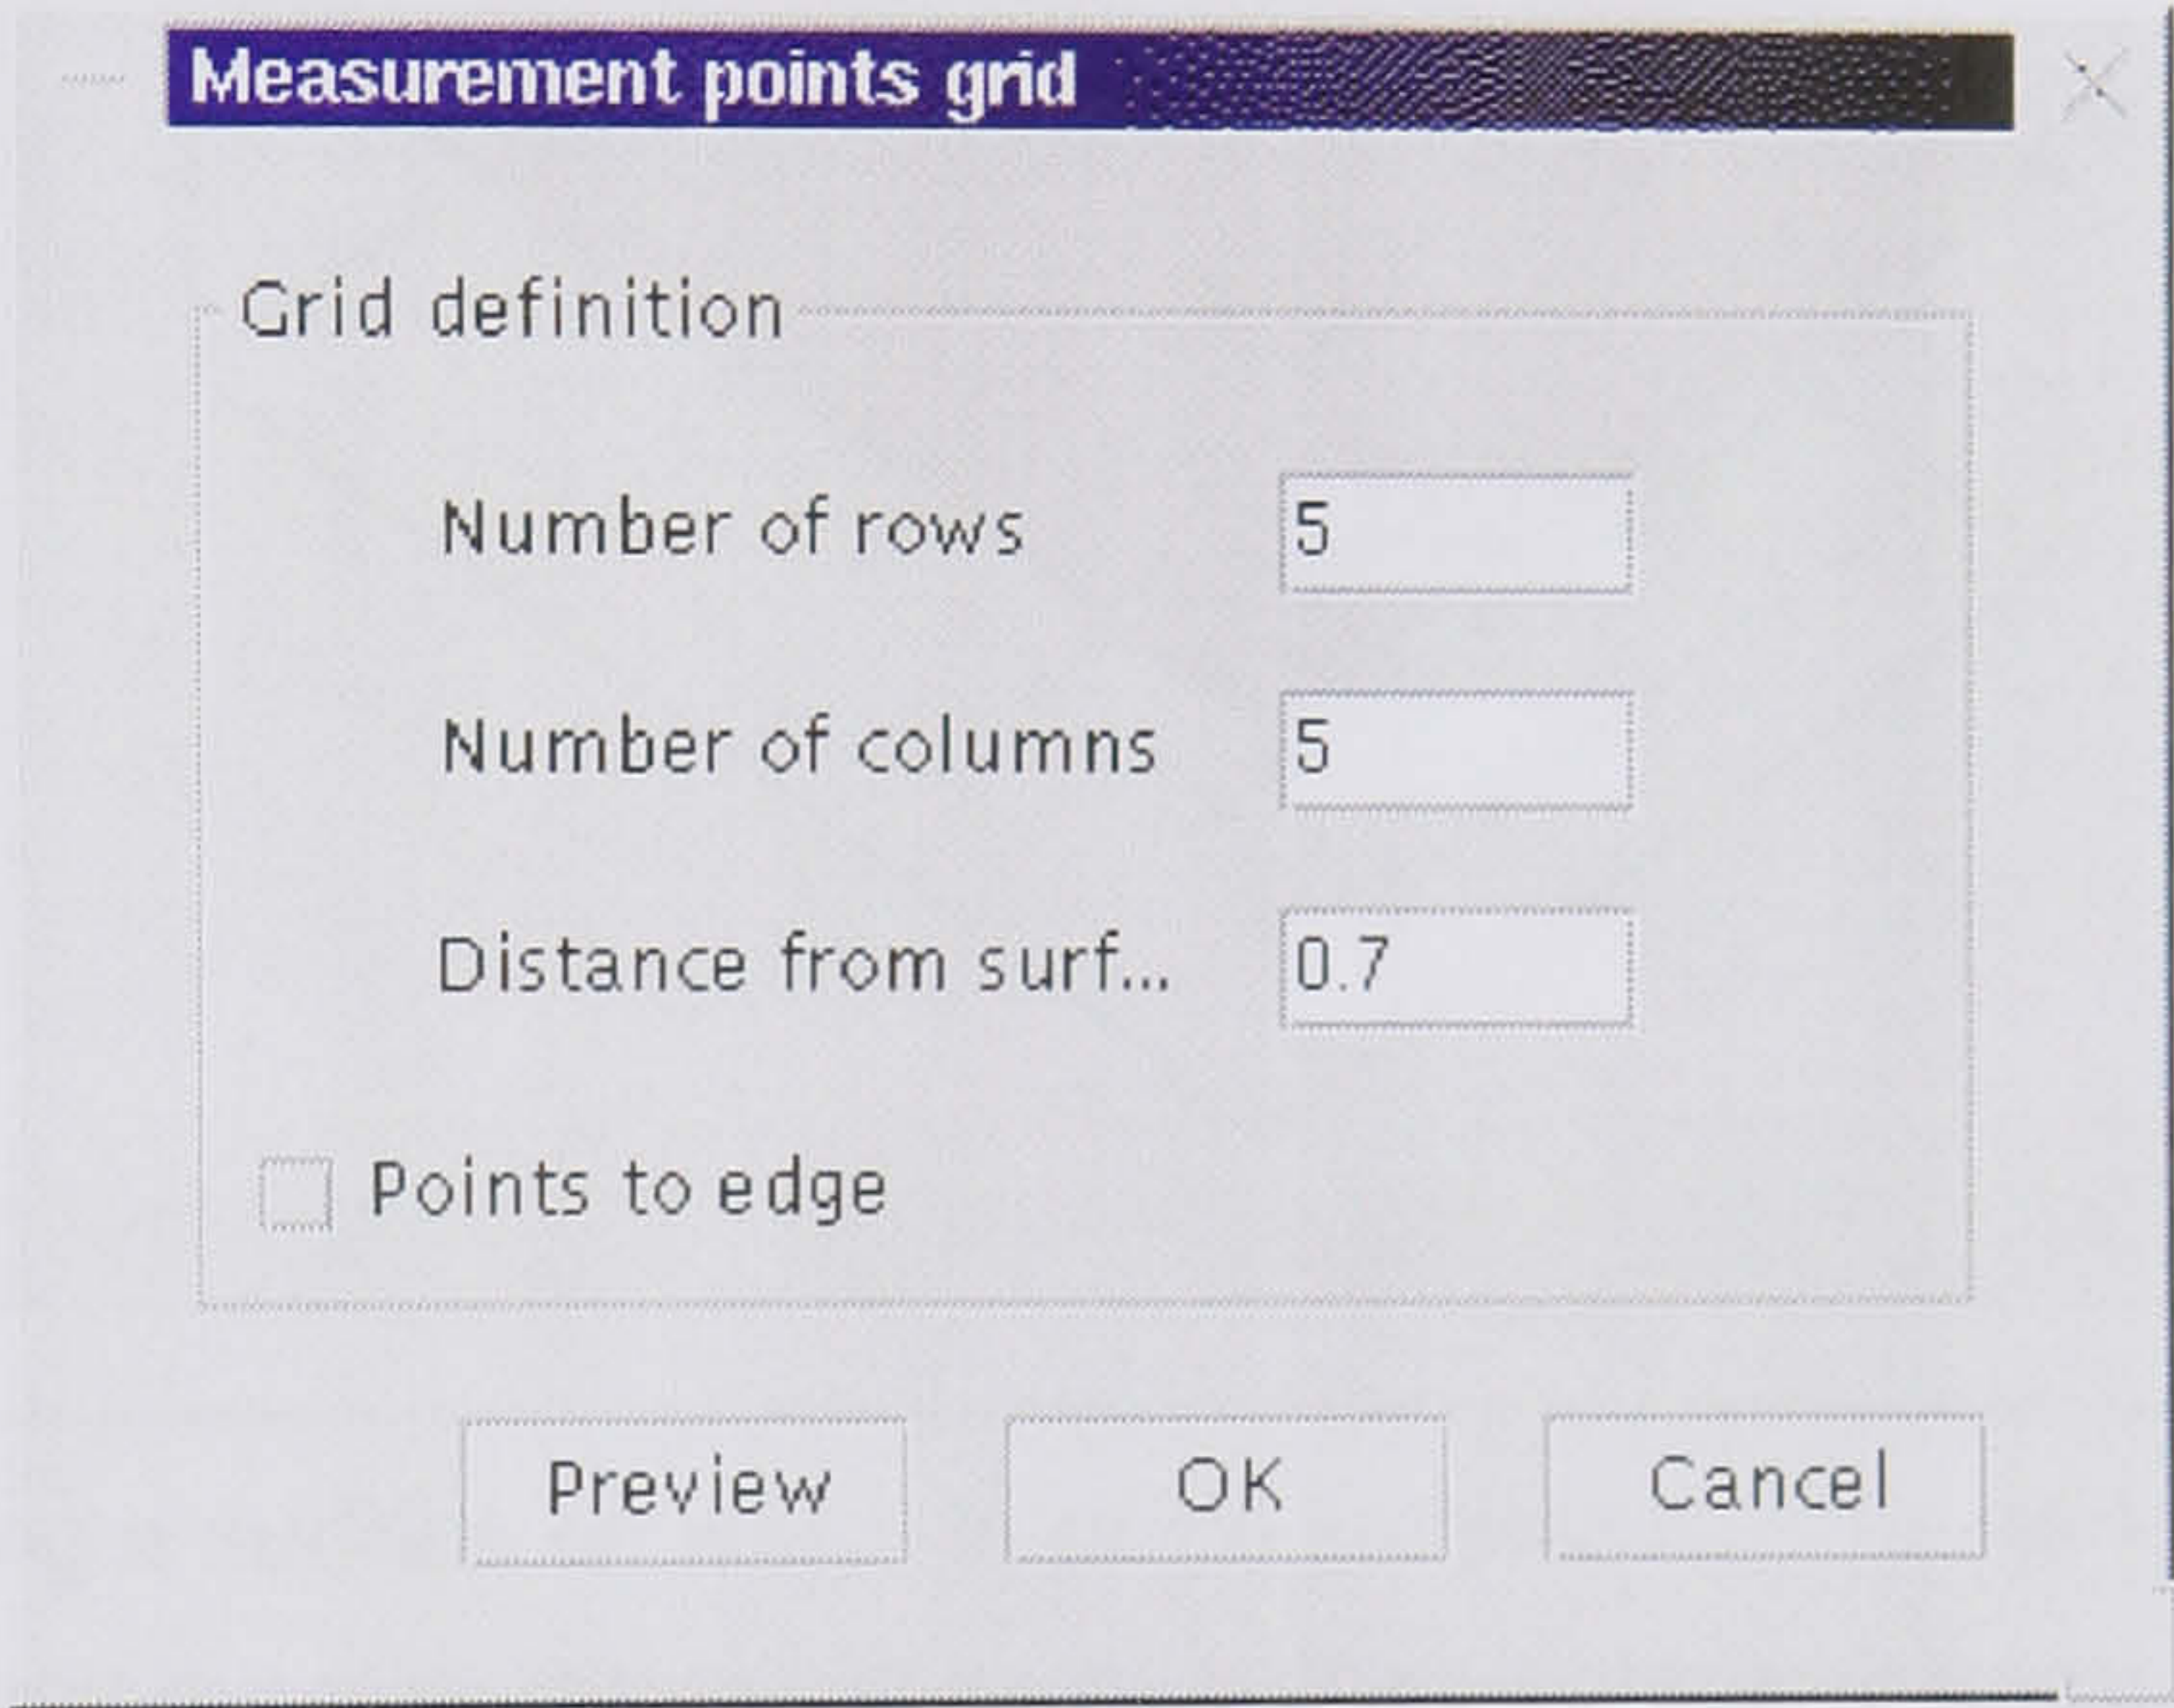 Measurement points grid
Grid definition
Number of rows 5
Number of columns 5
Distance from surf... 0.7
Points to edge
Preview OK Cancel